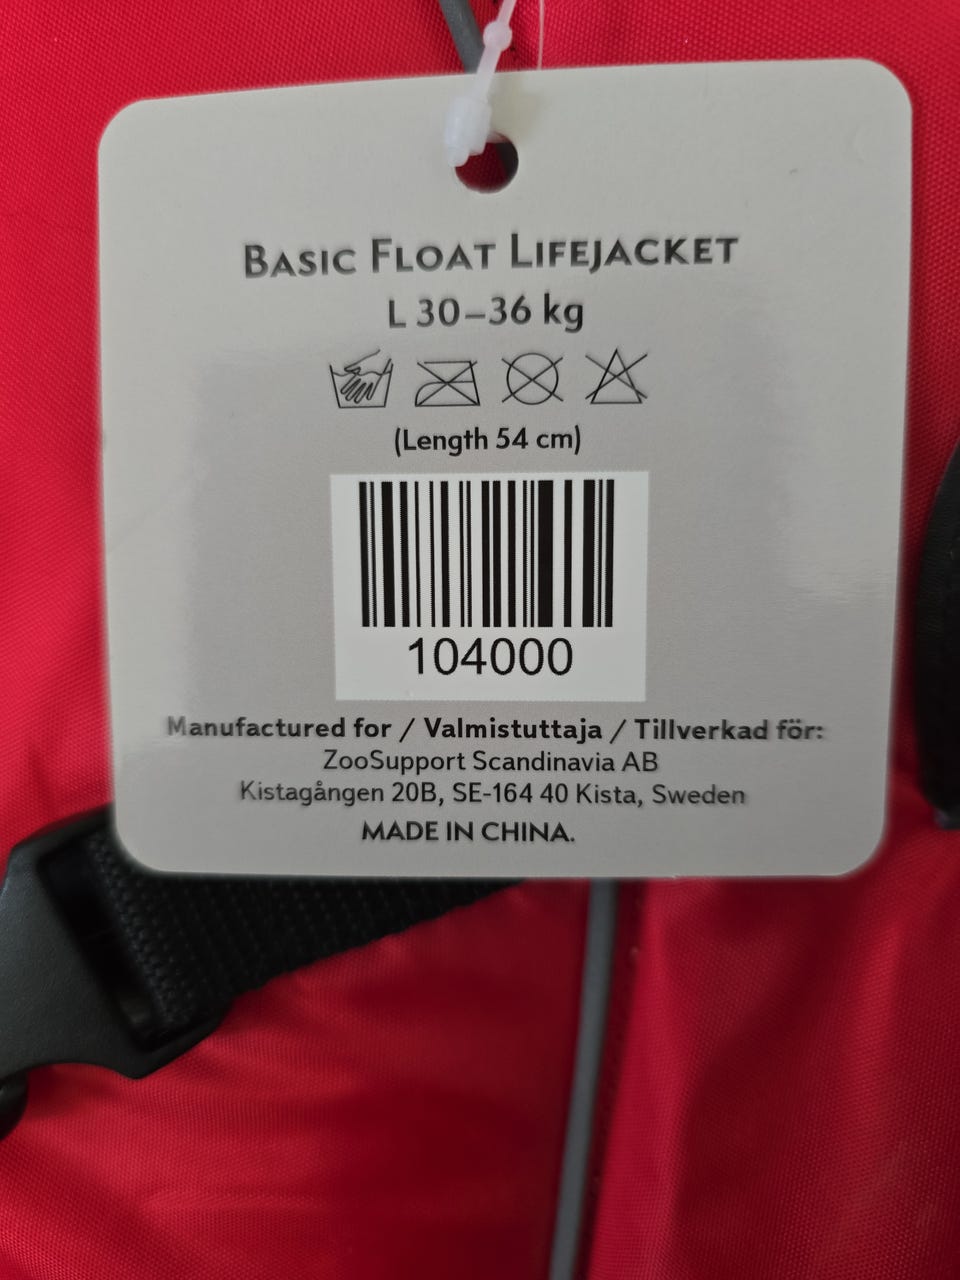 Basic Float Lifejacket
L 30–36 kg
(Length 54 cm)
104000
Manufactured for / Valmistuttaja / Tillverkad för:
ZooSupport Scandinavia AB
Kistagången 20B, SE-164 40 Kista, Sweden
MADE IN CHINA.